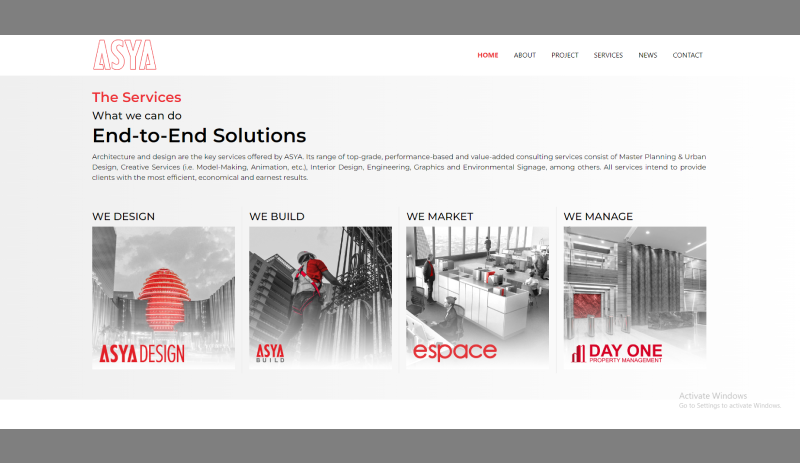 ASYA
HOME ABOUT PROJECT SERVICES NEWS CONTACT
The Services
What we can do
End-to-End Solutions
Architecture and design are the key services offered by ASYA. Its range of top-grade, performance-based and value-added consulting services consist of Master Planning & Urban
Design, Creative Services (i.e. Model-Making, Animation, etc.), Interior Design, Engineering, Graphics and Environmental Signage, among others. All services intend to provide
clients with the most efficient, economical and earnest results.
WE DESIGN
WE BUILD
WE MARKET
WE MANAGE
ASYA DESIGN
ASYA
BUILD
espace
DAY ONE
PROPERTY MANAGEMENT
Activate Windows
Go to Settings to activate Windows.